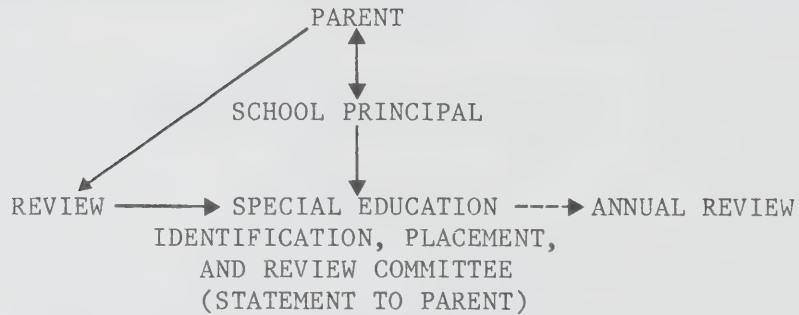 PARENT
SCHOOL PRINCIPAL
REVIEW SPECIAL EDUCATION ANNUAL REVIEW
IDENTIFICATION, PLACEMENT,
AND REVIEW COMMITTEE
(STATEMENT TO PARENT)